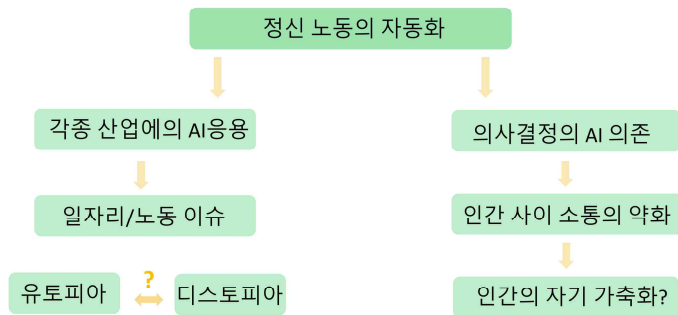 정신 노동의 자동화
각종 산업에의 AI응용
일자리/노동 이슈
유토피아
?
디스토피아
의사결정의 AI 의존
인간 사이 소통의 약화
인간의 자기 가축화?